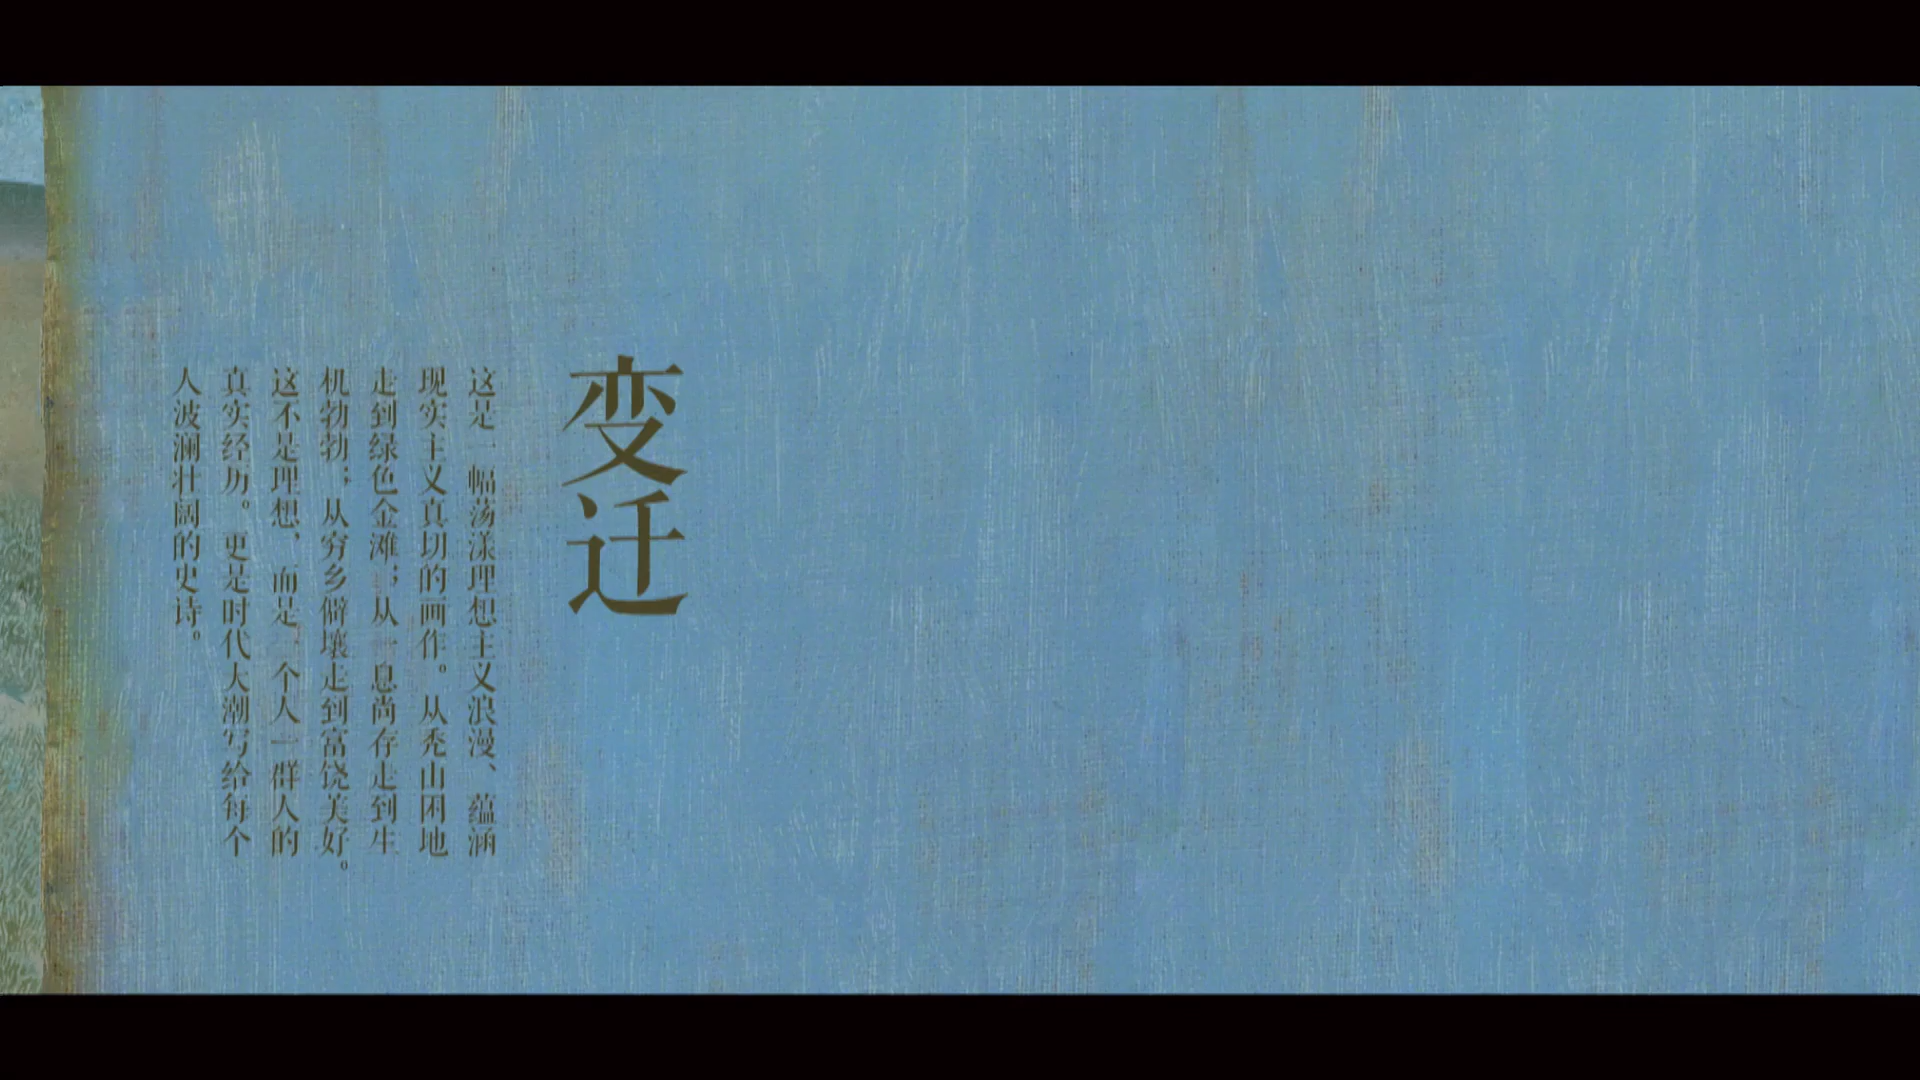 变迁
这是一幅荡漾理想主义浪漫、蕴涵
现实主义真切的画作。从秃山困地
走到绿色金滩；从一息尚存走到生
机勃勃；从穷乡僻壤走到富饶美好。
这不是理想、而是一个人一群人的
真实经历。更是时代大潮写给每个
人波澜壮阔的史诗。